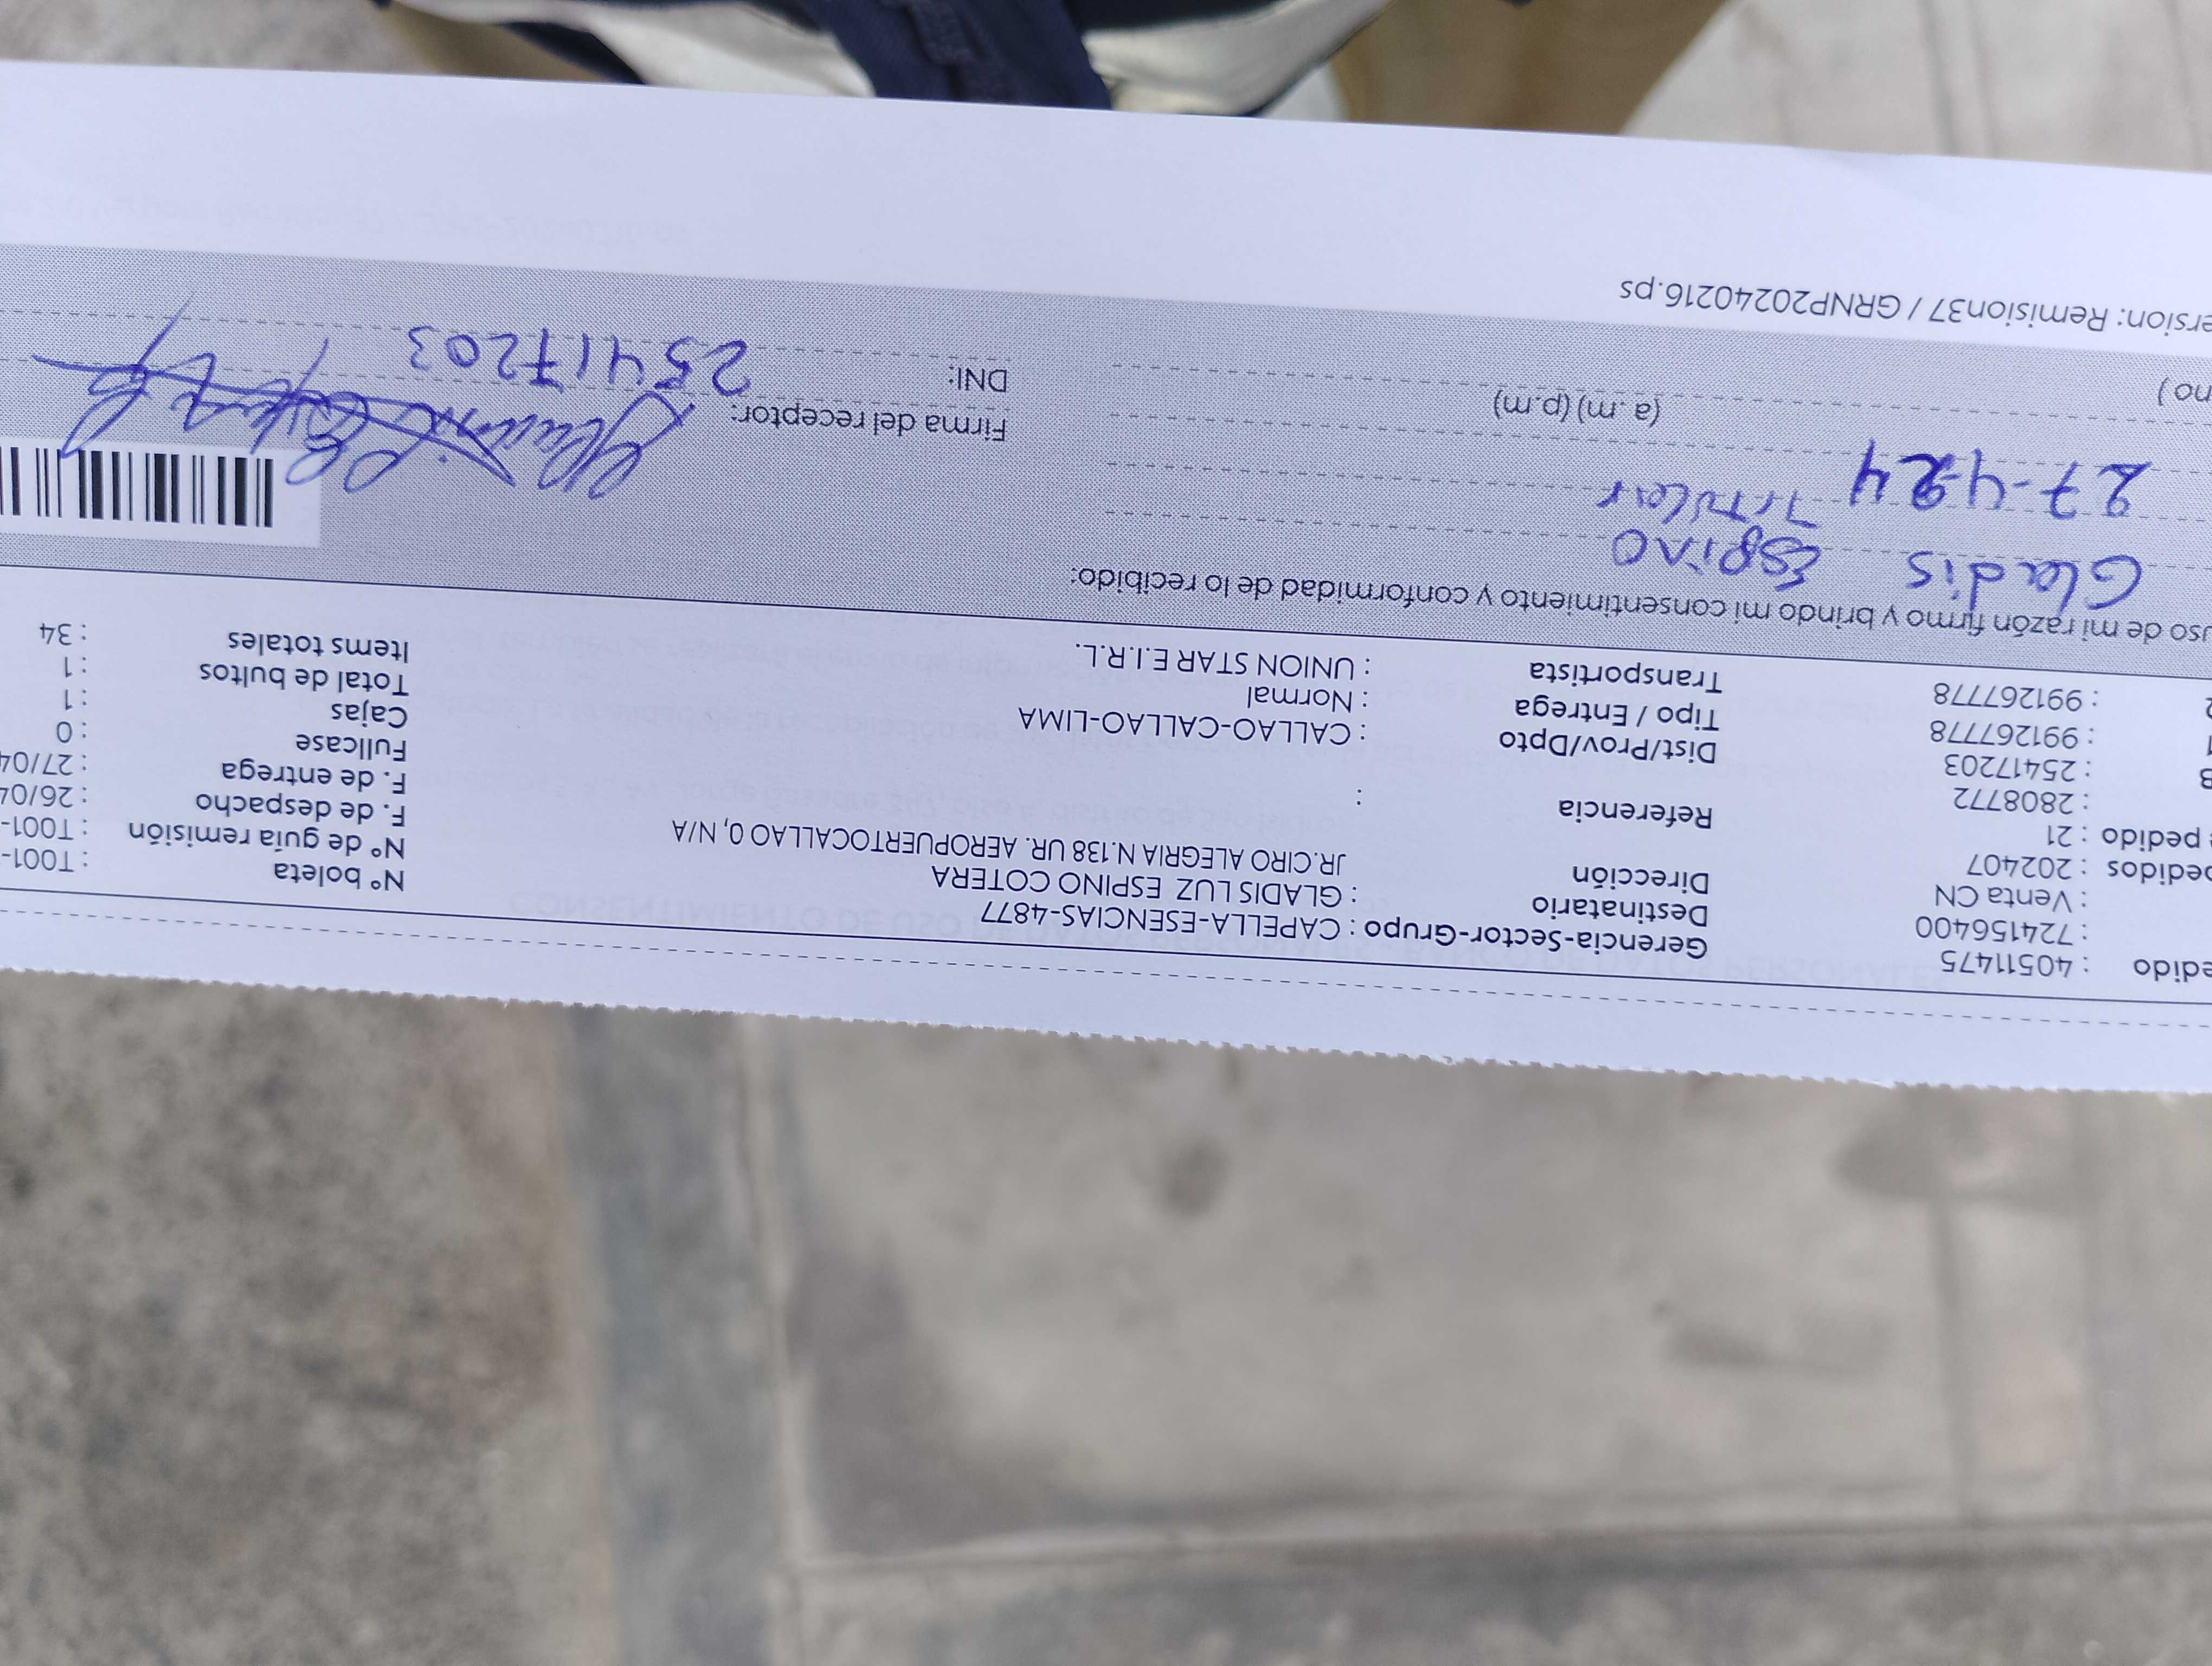 edido : 40511475 Gerencia-Sector-Grupo : CAPELLA-ESENCIAS-4877 N° boleta : T001-
: 724156400 Destinatario : GLADIS LUZ ESPINO COTERA N° de guía remisión : T001-
: Venta CN Dirección JR.CIRO ALEGRIA N.138 UR. AEROPUERTOCALLAO 0, N/A F. de despacho : 26/04
pedidos : 202407 Referencia : F. de entrega : 27/04
pedido : 21 Dist/Prov/Dpto : CALLAO-CALLAO-LIMA Fullcase : 0
: 2808772 Tipo / Entrega : Normal Cajas : 1
: 25417203 Transportista : UNION STAR E.I.R.L. Total de bultos : 1
1 : 991267778 Items totales : 34
2 : 991267778
uso de mi razón firmo y brindo mi consentimiento y conformidad de lo recibido:
Gladis Espino
Titular
27-4-24
(a.m) (p.m) Firma del receptor:
no) DNI: 25417203
ersion: Remision37 / GRNP20240216.ps